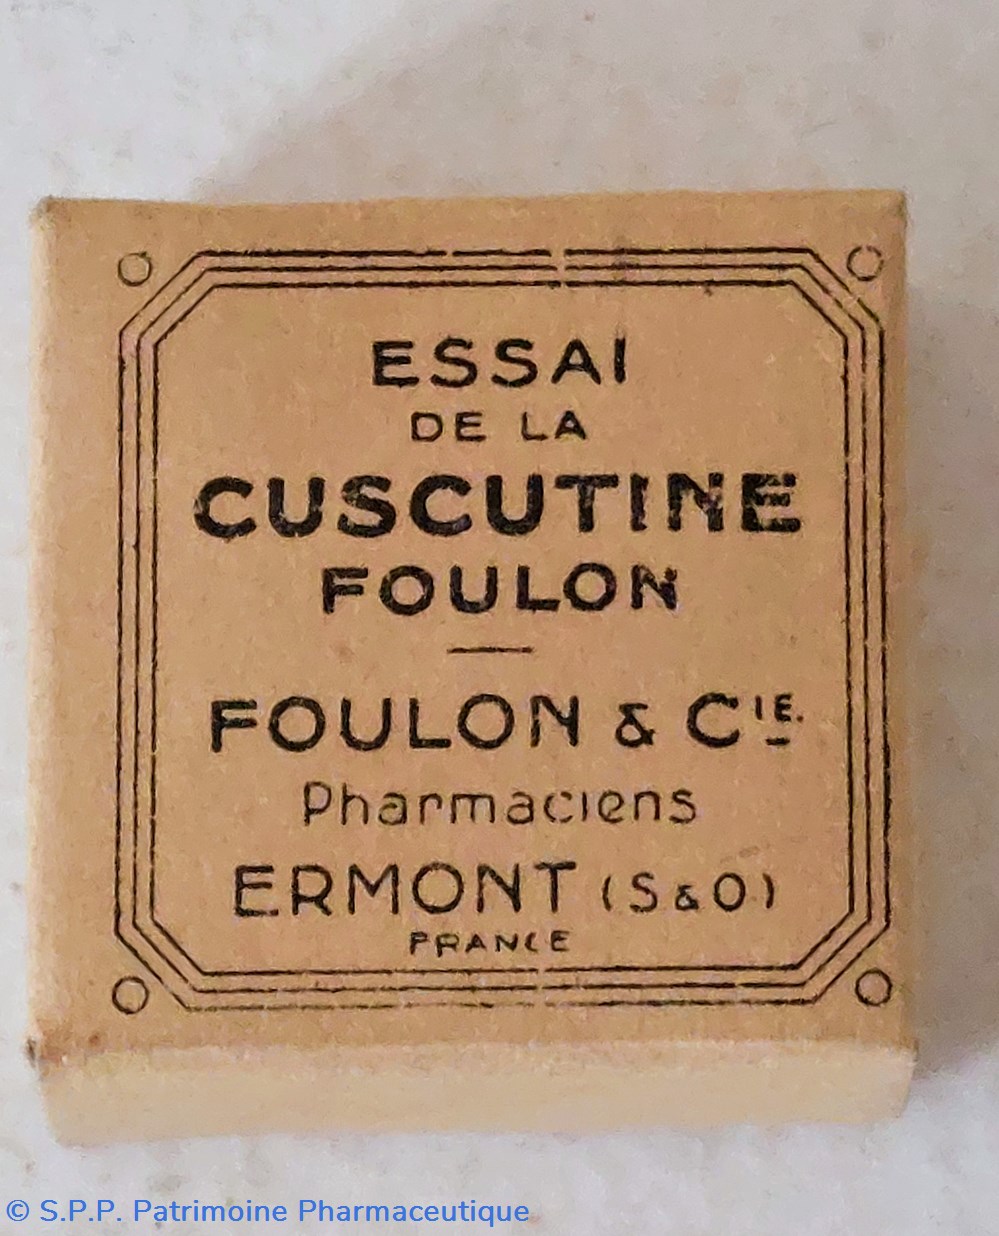 ESSAI
DE LA
CUSCUTINE
FOULON
FOULON & CIE.
Pharmaciens
ERMONT (S&O)
FRANCE
© S.P.P. Patrimoine Pharmaceutique